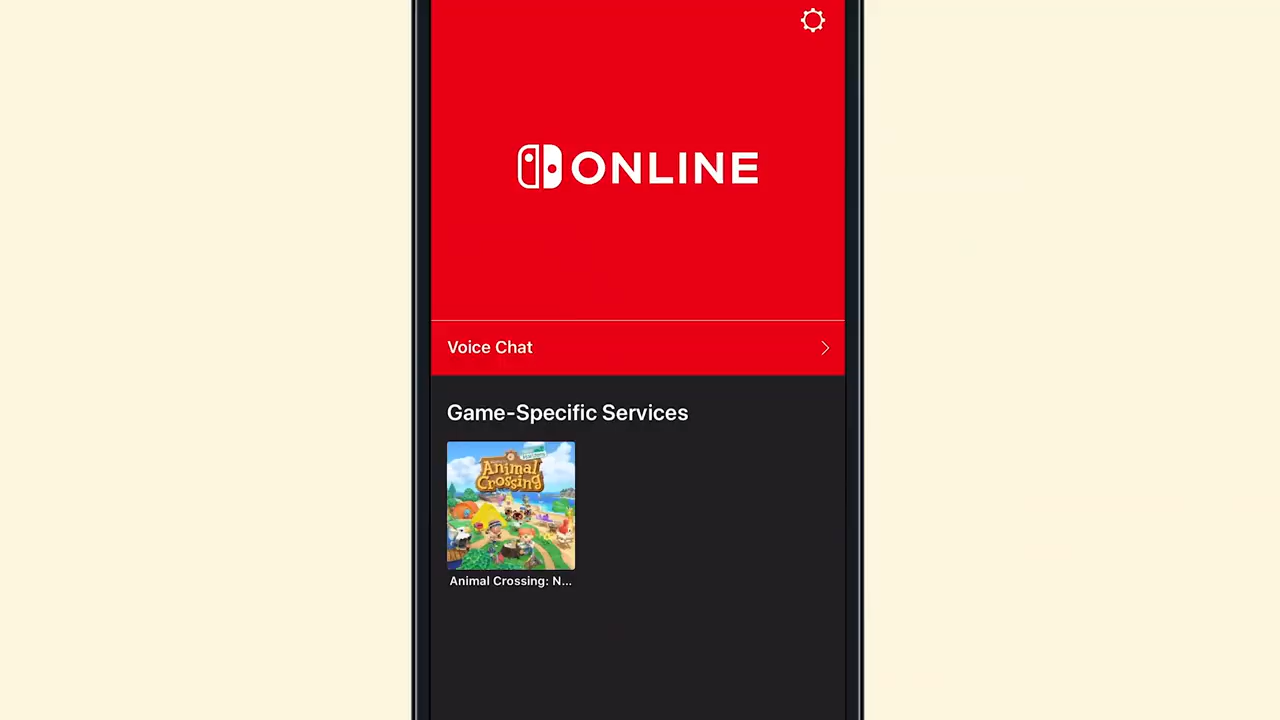 ONLINE
Voice Chat
Game-Specific Services
Animal
Crossing
Animal Crossing: N...